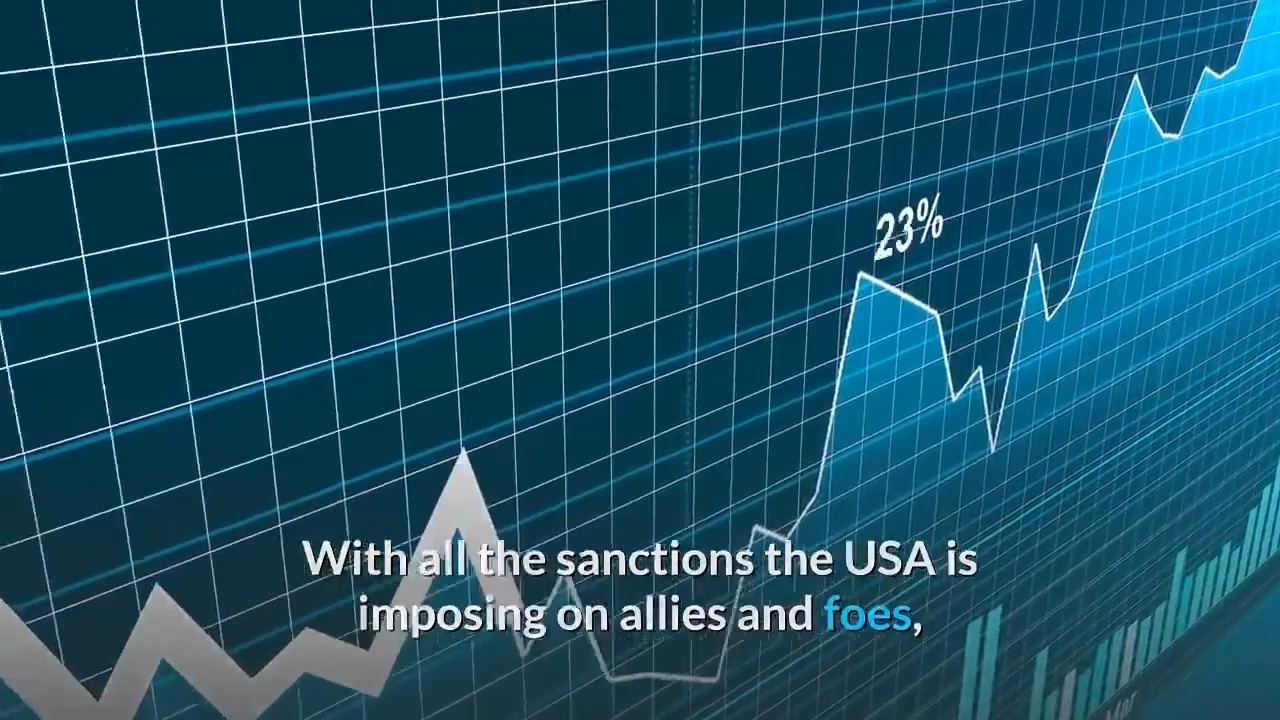 23%
With all the sanctions the USA is
imposing on allies and foes,